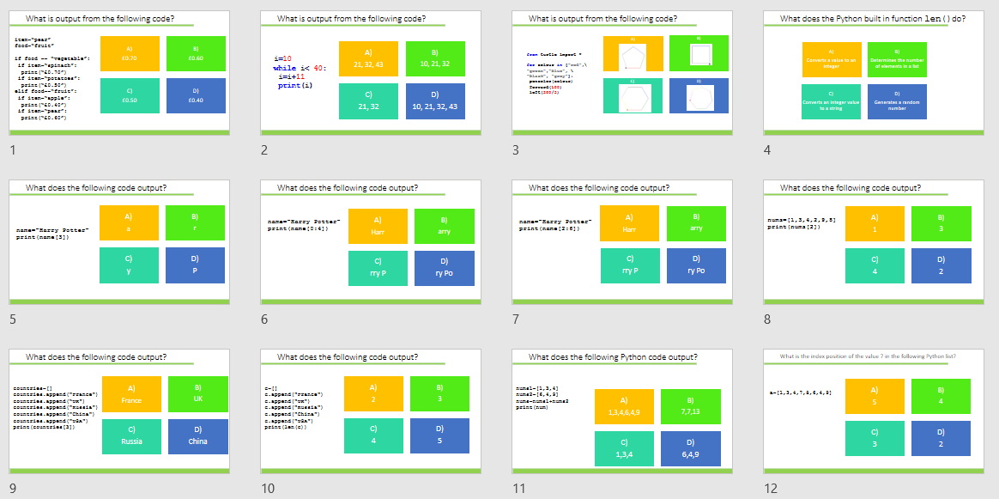 What is output from the following code?
item="pear"
food="fruit"
if food == "vegetable":
if item="spinach":
print("£0.70")
if item="potatoes":
print("£0.50")
elif food="fruit":
if item="apple":
print("£0.40")
if item="pear":
print("£0.60")
A)
£0.70
B)
£0.60
C)
£0.50
D)
£0.40
1
What is output from the following code?
i=10
while i< 40:
i=i+11
print(i)
A)
21, 32, 43
B)
10, 21, 32
C)
21, 32
D)
10, 21, 32, 43
2
What is output from the following code?
from turtle import *
for colour in ["red",\
"green","blue", \
"black", "grey"]:
pencolor(colour)
forward(100)
left(360/5)
A)
B)
C)
D)
3
What does the Python built in function len() do?
A)
Converts a value to an
integer
B)
Determines the number
of elements in a list
C)
Converts an integer value
to a string
D)
Generates a random
number
4
What does the following code output?
name="Harry Potter"
print(name[3])
A)
a
B)
r
C)
y
D)
P
5
What does the following code output?
name="Harry Potter"
print(name[0:4])
A)
Harr
B)
arry
C)
rry P
D)
ry Po
6
What does the following code output?
name="Harry Potter"
print(name[2:6])
A)
Harr
B)
arry
C)
rry P
D)
ry Po
7
What does the following code output?
nums=[1,3,4,2,9,8]
print(nums[2])
A)
1
B)
3
C)
4
D)
2
8
What does the following code output?
countries=[]
countries.append("France")
countries.append("UK")
countries.append("Russia")
countries.append("China")
countries.append("USA")
print(countries[3])
A)
France
B)
UK
C)
Russia
D)
China
9
What does the following code output?
c=[]
c.append("France")
c.append("UK")
c.append("Russia")
c.append("China")
c.append("USA")
print(len(c))
A)
2
B)
3
C)
4
D)
5
10
What does the following Python code output?
nums1=[1,3,4]
nums2=[6,4,9]
nums=nums1+nums2
print(num)
A)
1,3,4,6,4,9
B)
7,7,13
C)
1,3,4
D)
6,4,9
11
What is the index position of the value 7 in the following Python list?
a=[1,3,4,7,8,6,4,9]
A)
5
B)
4
C)
3
D)
2
12